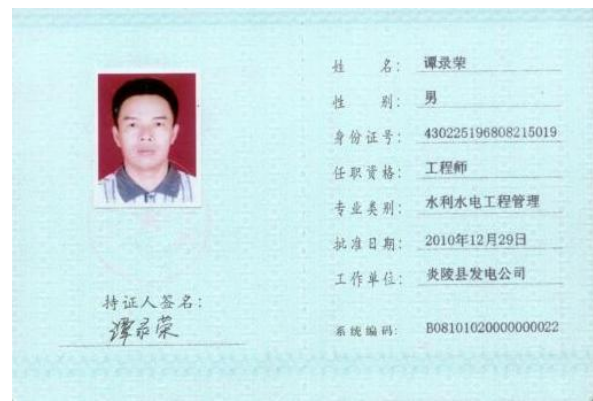 姓 名: 谭录荣
性 别: 男
身份证号: 430225196808215019
任职资格: 工程师
专业类别: 水利水电工程管理
批准日期: 2010年12月29日
工作单位: 炎陵县发电公司
系统编码: B08101020000000022
持证人签名:
谭录荣